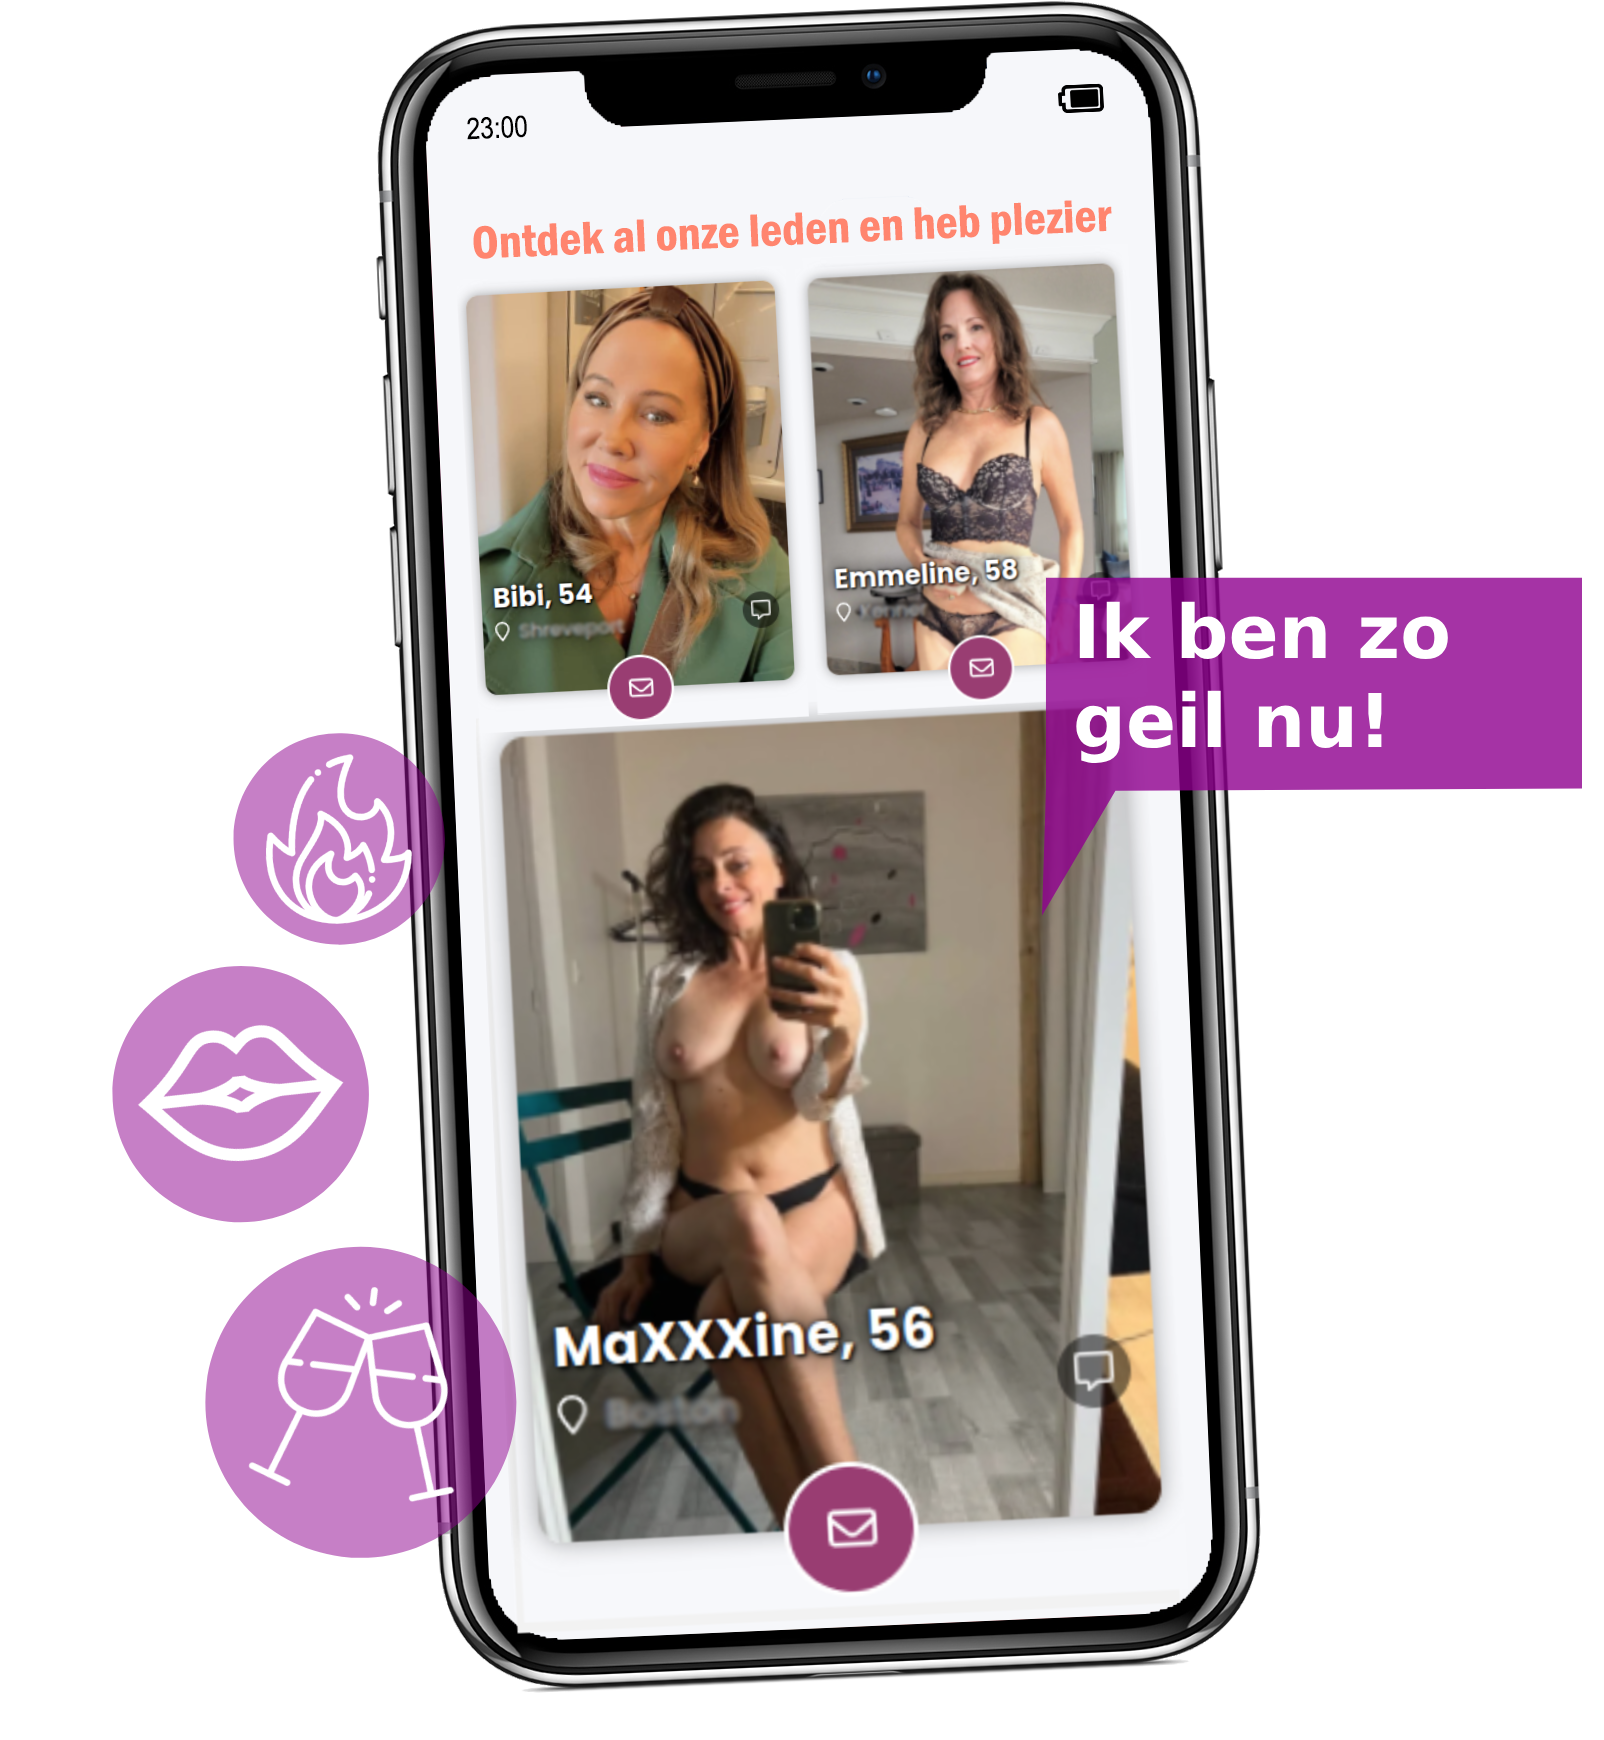 23:00
Ontdek al onze leden en heb plezier
Bibi, 54
Shreveport
Emmeline, 58
Kenner
Ik ben zo
geil nu!
MaXXXine, 56
Boston